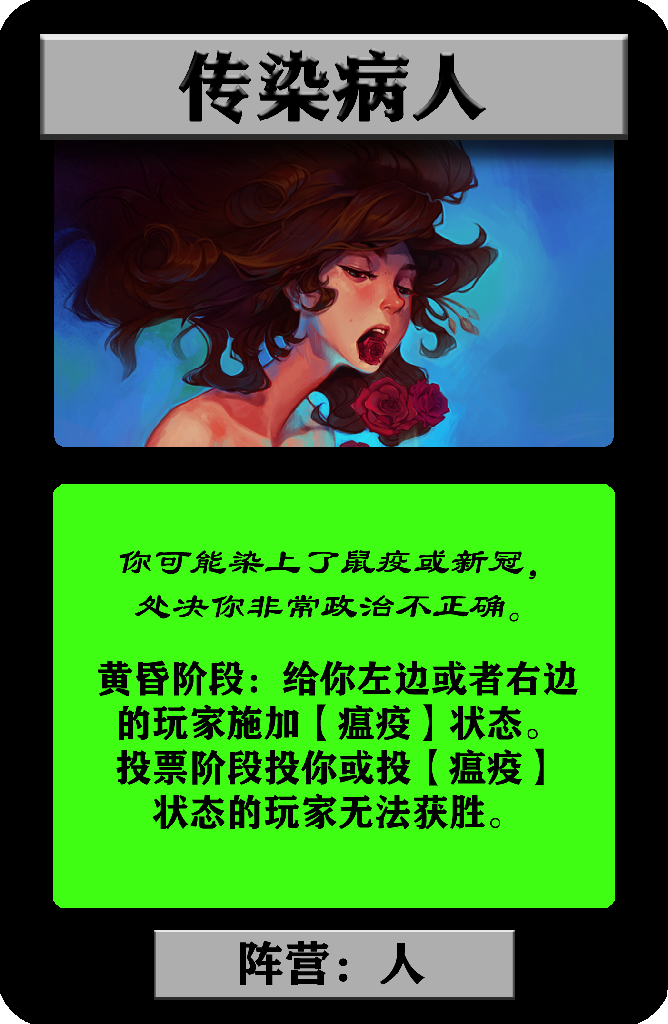 传染病人
你可能染上了鼠疫或新冠，
处决你非常政治不正确。
黄昏阶段：给你左边或者右边
的玩家施加【瘟疫】状态。
投票阶段投你或投【瘟疫】
状态的玩家无法获胜。
阵营：人